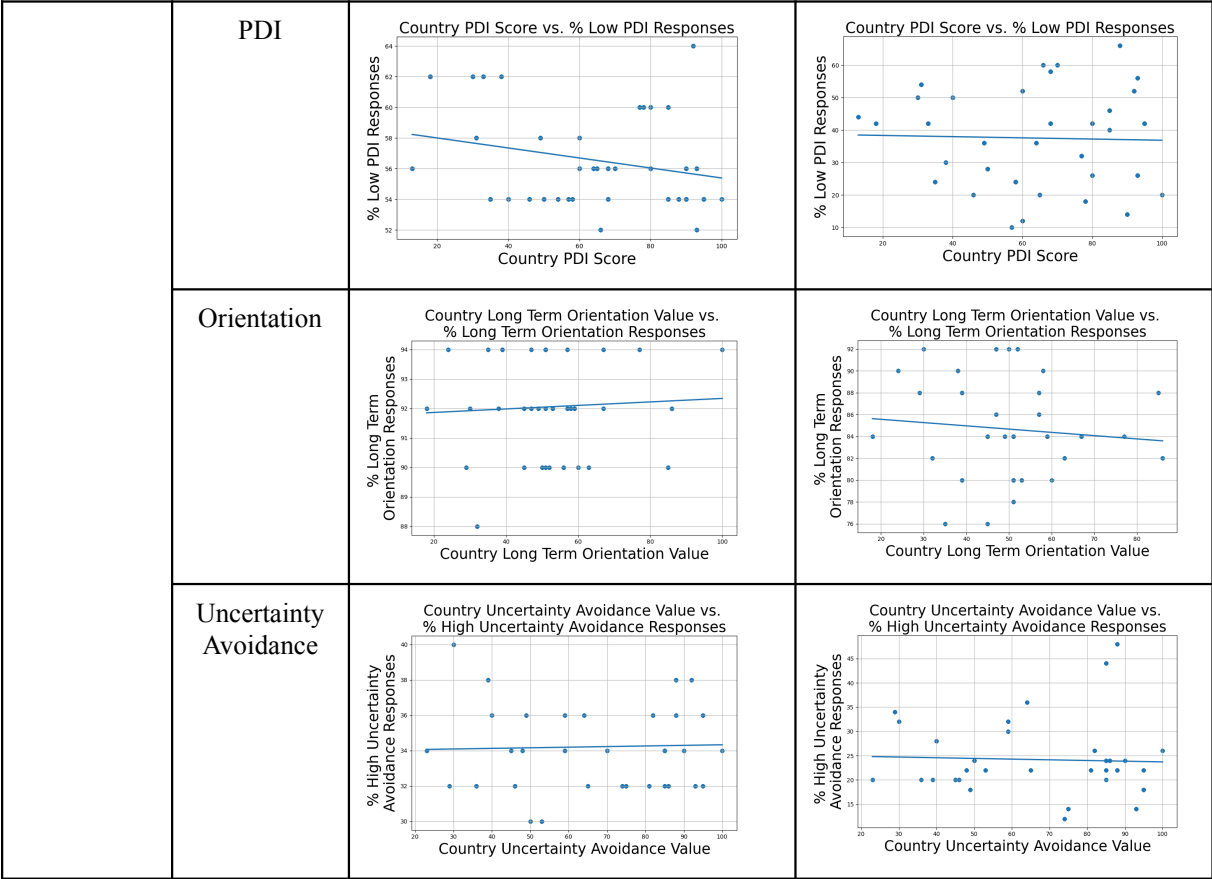 PDI
Country PDI Score vs. % Low PDI Responses
% Low PDI Responses
64
62
60
58
56
54
52
20
40
60
80
100
Country PDI Score
Country PDI Score vs. % Low PDI Responses
% Low PDI Responses
60
50
40
30
20
10
20
40
60
80
100
Country PDI Score
Orientation
Country Long Term Orientation Value vs.
% Long Term Orientation Responses
% Long Term
Orientation Responses
94
93
92
91
90
89
88
20
40
60
80
100
Country Long Term Orientation Value
Country Long Term Orientation Value vs.
% Long Term Orientation Responses
% Long Term
Orientation Responses
92
90
88
86
84
82
80
78
76
20
30
40
50
60
70
80
Country Long Term Orientation Value
Uncertainty
Avoidance
Country Uncertainty Avoidance Value vs.
% High Uncertainty Avoidance Responses
% High Uncertainty
Avoidance Responses
40
38
36
34
32
30
20
30
40
50
60
70
80
90
100
Country Uncertainty Avoidance Value
Country Uncertainty Avoidance Value vs.
% High Uncertainty Avoidance Responses
% High Uncertainty
Avoidance Responses
45
40
35
30
25
20
15
20
30
40
50
60
70
80
90
100
Country Uncertainty Avoidance Value